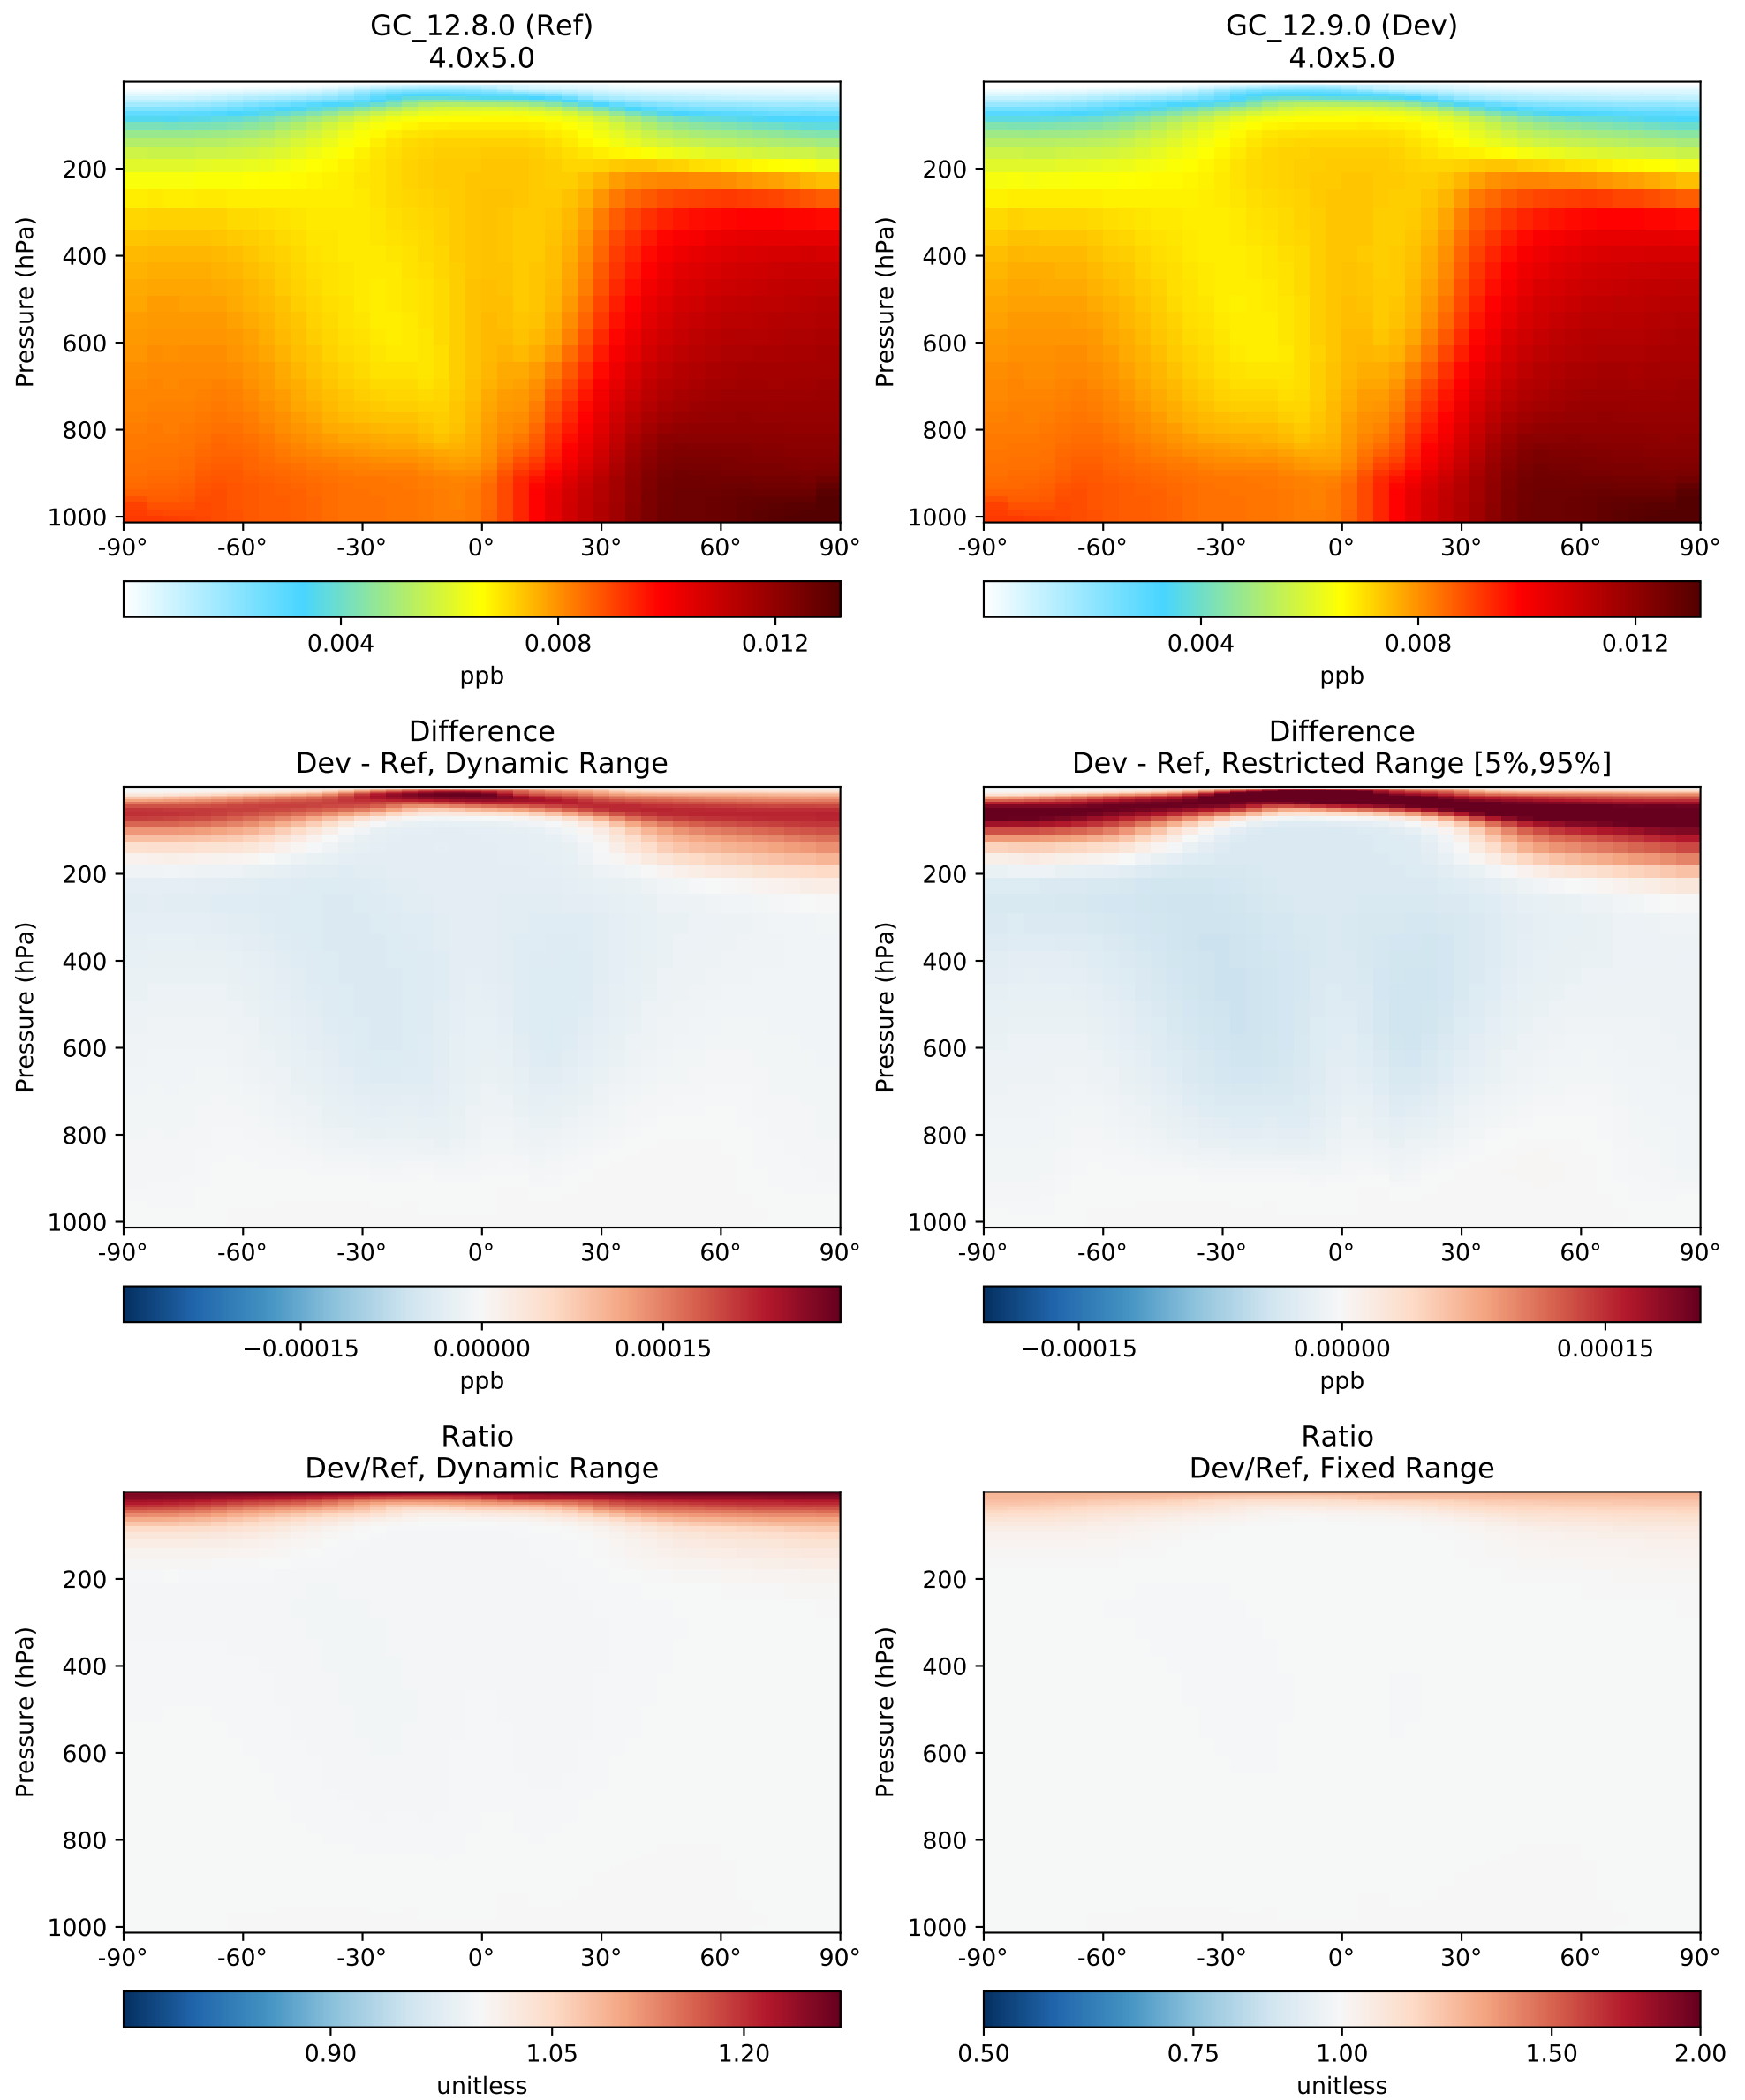 GC_12.8.0 (Ref)
4.0x5.0
Pressure (hPa)
200
400
600
800
1000
-90° -60° -30° 0° 30° 60° 90°
0.004 0.008 0.012
ppb
GC_12.9.0 (Dev)
4.0x5.0
Pressure (hPa)
200
400
600
800
1000
-90° -60° -30° 0° 30° 60° 90°
0.004 0.008 0.012
ppb
Difference
Dev - Ref, Dynamic Range
Pressure (hPa)
200
400
600
800
1000
-90° -60° -30° 0° 30° 60° 90°
−0.00015 0.00000 0.00015
ppb
Difference
Dev - Ref, Restricted Range [5%,95%]
Pressure (hPa)
200
400
600
800
1000
-90° -60° -30° 0° 30° 60° 90°
−0.00015 0.00000 0.00015
ppb
Ratio
Dev/Ref, Dynamic Range
Pressure (hPa)
200
400
600
800
1000
-90° -60° -30° 0° 30° 60° 90°
0.90 1.05 1.20
unitless
Ratio
Dev/Ref, Fixed Range
Pressure (hPa)
200
400
600
800
1000
-90° -60° -30° 0° 30° 60° 90°
0.50 0.75 1.00 1.50 2.00
unitless